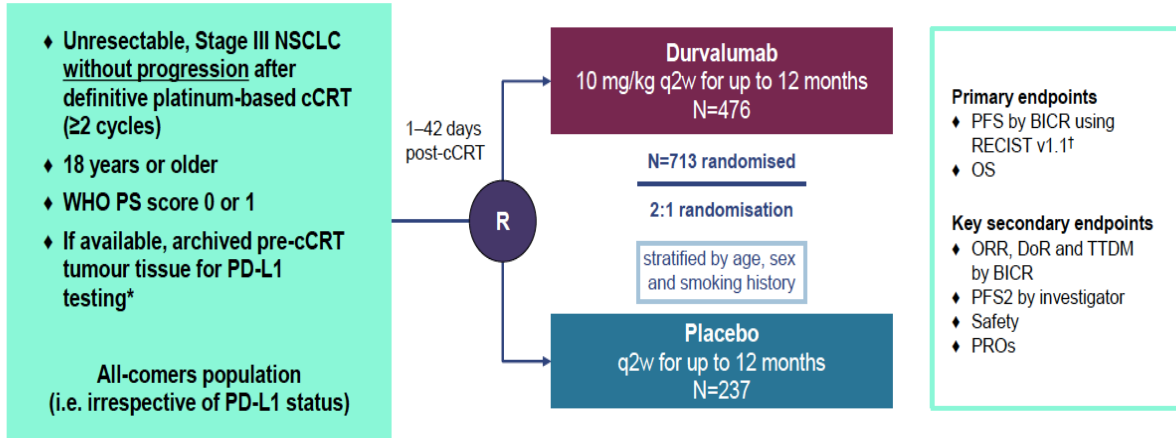 ♦ Unresectable, Stage III NSCLC
without progression after
definitive platinum-based cCRT
(≥2 cycles)
♦ 18 years or older
♦ WHO PS score 0 or 1
♦ If available, archived pre-cCRT
tumour tissue for PD-L1
testing*
All-comers population
(i.e. irrespective of PD-L1 status)
1–42 days
post-cCRT
R
Durvalumab
10 mg/kg q2w for up to 12 months
N=476
N=713 randomised
2:1 randomisation
stratified by age, sex
and smoking history
Placebo
q2w for up to 12 months
N=237
Primary endpoints
♦ PFS by BICR using
RECIST v1.1†
♦ OS
Key secondary endpoints
♦ ORR, DoR and TTDM
by BICR
♦ PFS2 by investigator
♦ Safety
♦ PROs